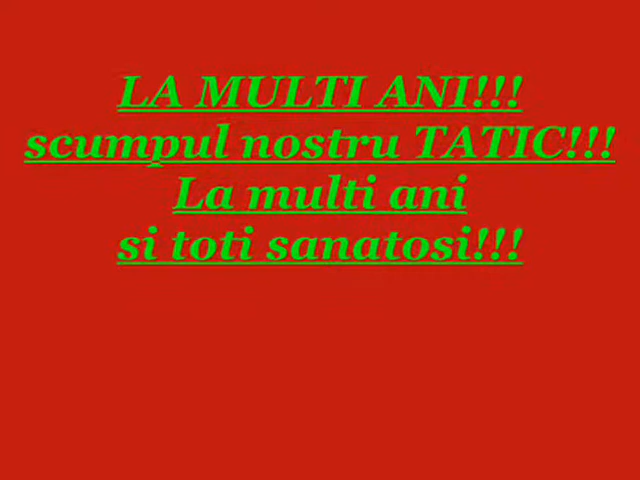 LA MULTI ANI!!!
scumpul nostru TATIC!!!
La multi ani
si toti sanatosi!!!